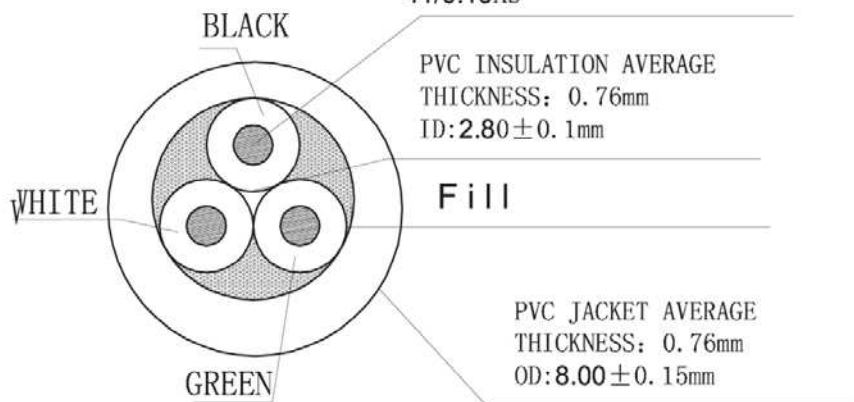 BLACK
PVC INSULATION AVERAGE
THICKNESS: 0.76mm
ID:2.80±0.1mm
WHITE
Fill
PVC JACKET AVERAGE
THICKNESS: 0.76mm
OD:8.00±0.15mm
GREEN